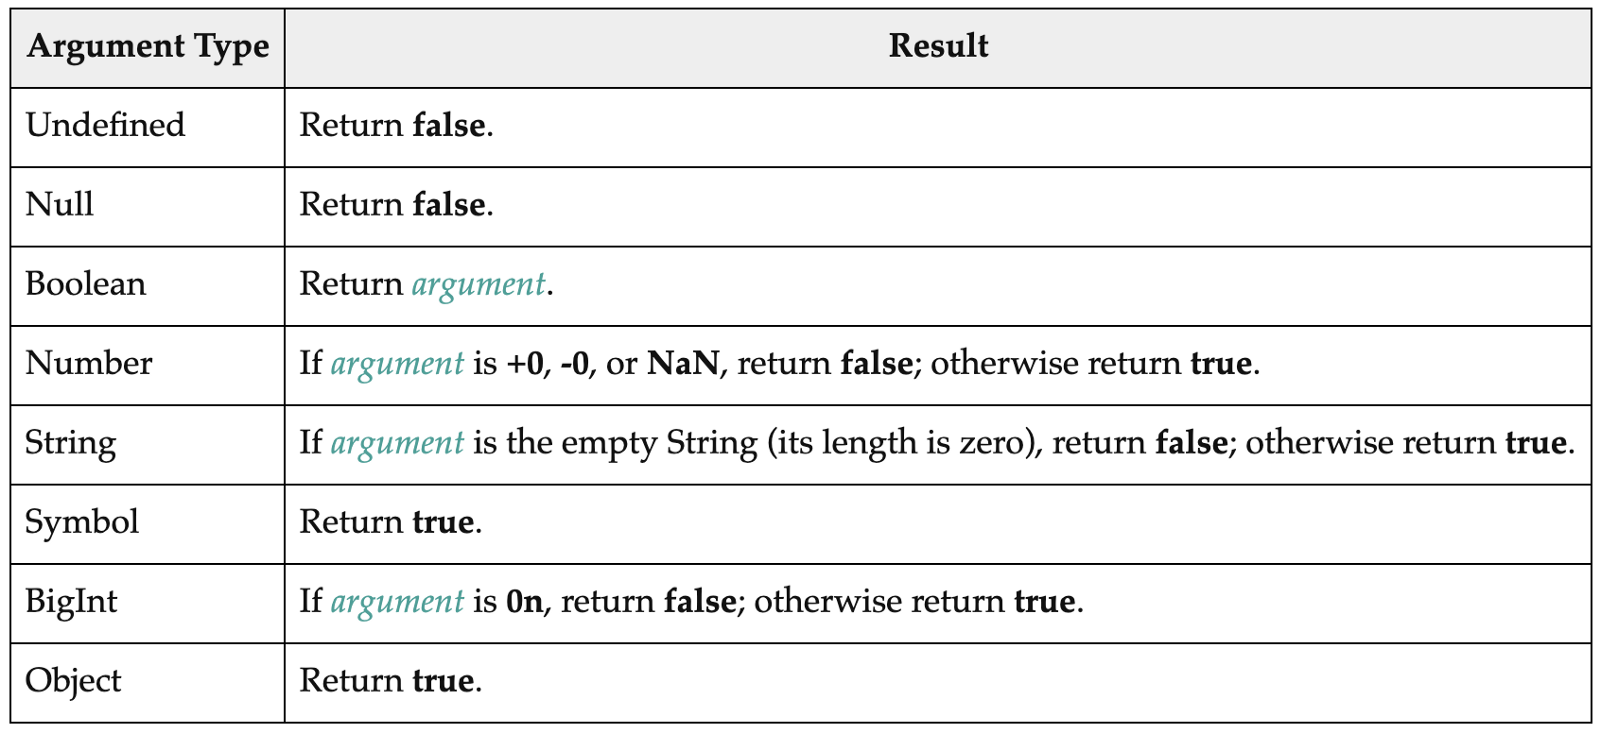 Argument Type Result
Undefined Return false.
Null Return false.
Boolean Return argument.
Number If argument is +0, -0, or NaN, return false; otherwise return true.
String If argument is the empty String (its length is zero), return false; otherwise return true.
Symbol Return true.
BigInt If argument is 0n, return false; otherwise return true.
Object Return true.